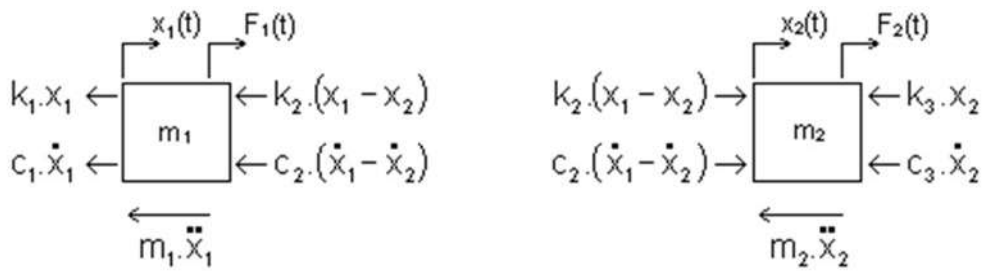 x₁(t) F₁(t) x₂(t) F₂(t)
k₁.x₁ k₂.(x₁ − x₂) k₂.(x₁ − x₂) k₃.x₂
m₁ m₂
c₁.ẋ₁ c₂.(ẋ₁ − ẋ₂) c₂.(ẋ₁ − ẋ₂) c₃.ẋ₂
m₁.ẍ₁ m₂.ẍ₂